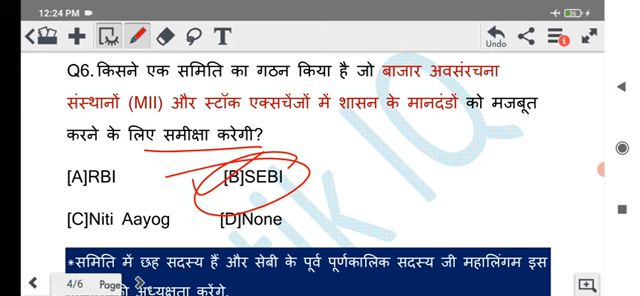 12:24 PM
Undo
Q6. किसने एक समिति का गठन किया है जो बाजार अवसंरचना
संस्थानों (MII) और स्टॉक एक्सचेंजों में शासन के मानदंडों को मजबूत
करने के लिए समीक्षा करेगी?
[A]RBI [B]SEBI
[C]Niti Aayog [D]None
*समिति में छह सदस्य हैं और सेबी के पूर्व पूर्णकालिक सदस्य जी महालिंगम इस
4/6 अध्यक्षता करेंगे.